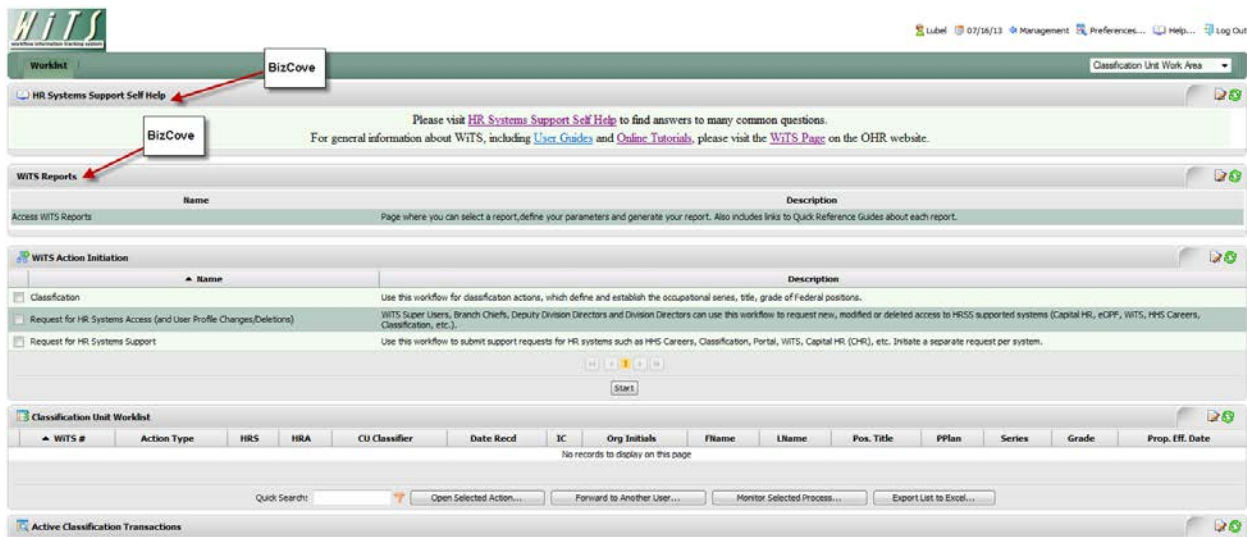 WiTS
workflow information tracking system
Lubel 07/16/13 Management Preferences... Help... Log Out
Worklist
Classification Unit Work Area
BizCove
HR Systems Support Self Help
Please visit HR Systems Support Self Help to find answers to many common questions.
For general information about WiTS, including User Guides and Online Tutorials, please visit the WiTS Page on the OHR website.
BizCove
WiTS Reports
Name Description
Access WiTS Reports Page where you can select a report,define your parameters and generate your report. Also includes links to Quick Reference Guides about each report.
WiTS Action Initiation
Name Description
Classification Use this workflow for classification actions, which define and establish the occupational series, title, grade of Federal positions.
Request for HR Systems Access (and User Profile Changes/Deletions) WiTS Super Users, Branch Chiefs, Deputy Division Directors and Division Directors can use this workflow to request new, modified or deleted access to HRSS supported systems (Capital HR, eOPF, WiTS, HHS Careers,
Classification, etc.).
Request for HR Systems Support Use this workflow to submit support requests for HR systems such as HHS Careers, Classification, Portal, WiTS, Capital HR (CHR), etc. Initiate a separate request per system.
1
Start
Classification Unit Worklist
WiTS # Action Type HRS HRA CU Classifier Date Recd IC Org Initials FName LName Pos. Title PPlan Series Grade Prop. Eff. Date
No records to display on this page
Quick Search: Open Selected Action... Forward to Another User... Monitor Selected Process... Export List to Excel...
Active Classification Transactions